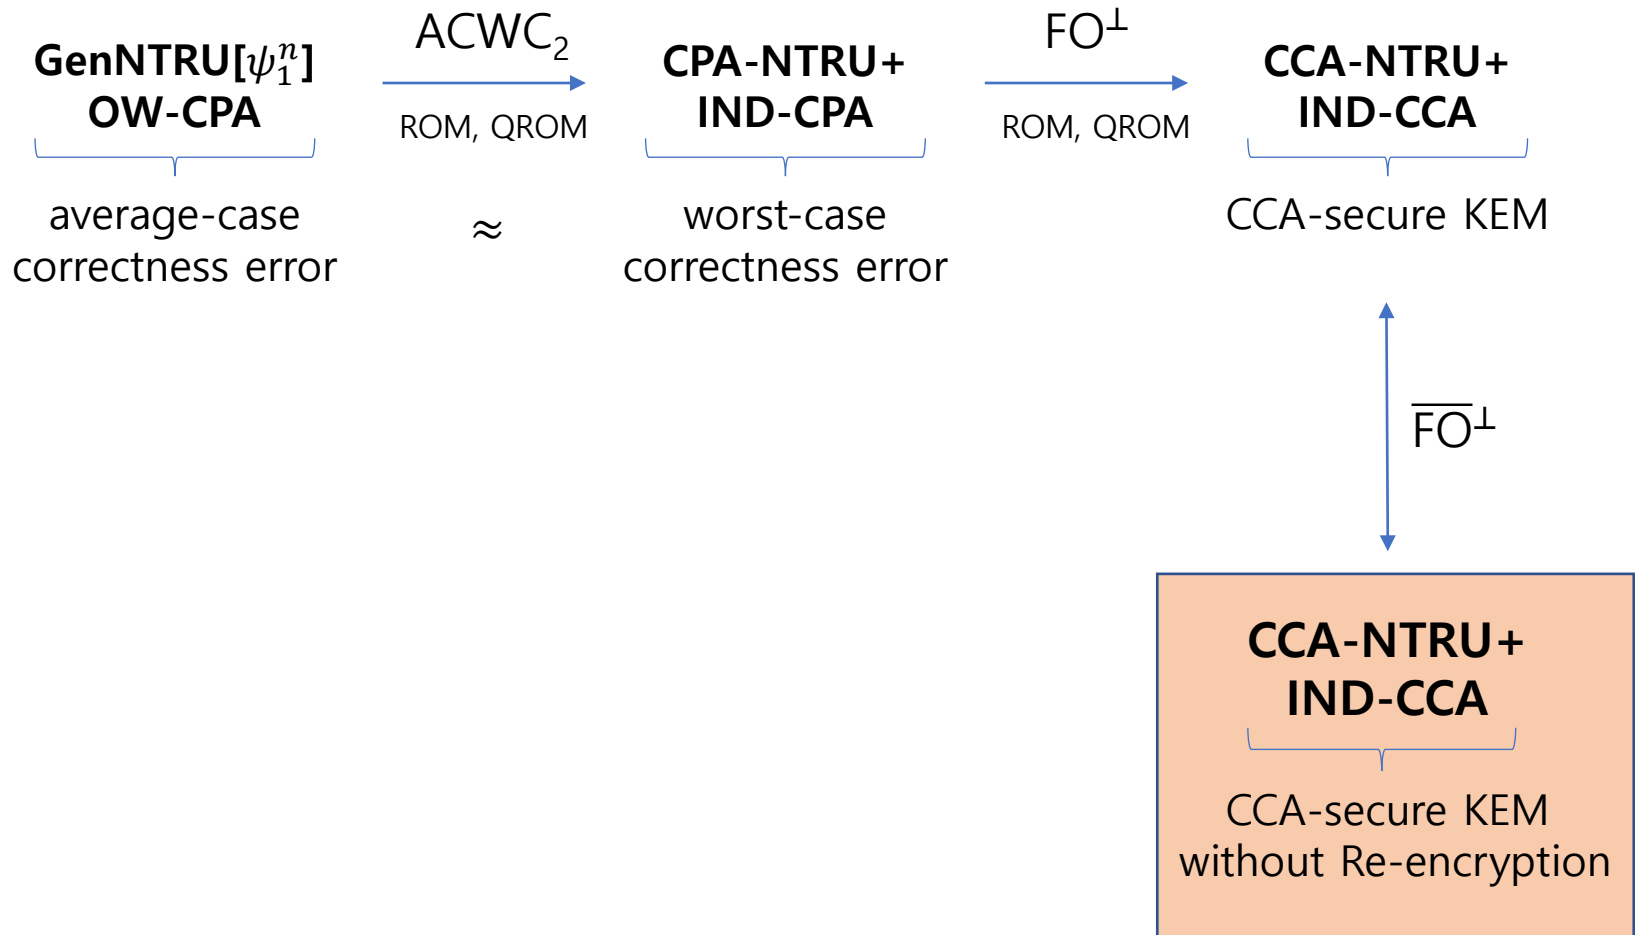 GenNTRU[𝜓₁ⁿ]
OW-CPA
average-case
correctness error
ACWC₂
ROM, QROM
≈
CPA-NTRU+
IND-CPA
worst-case
correctness error
FO^⊥
ROM, QROM
CCA-NTRU+
IND-CCA
CCA-secure KEM
F̅O̅^⊥
CCA-NTRU+
IND-CCA
CCA-secure KEM
without Re-encryption